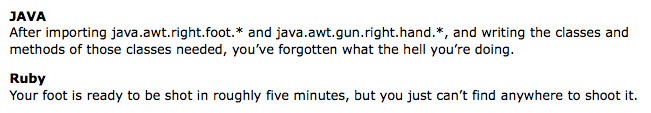 JAVA
After importing java.awt.right.foot.* and java.awt.gun.right.hand.*, and writing the classes and
methods of those classes needed, you’ve forgotten what the hell you’re doing.
Ruby
Your foot is ready to be shot in roughly five minutes, but you just can’t find anywhere to shoot it.